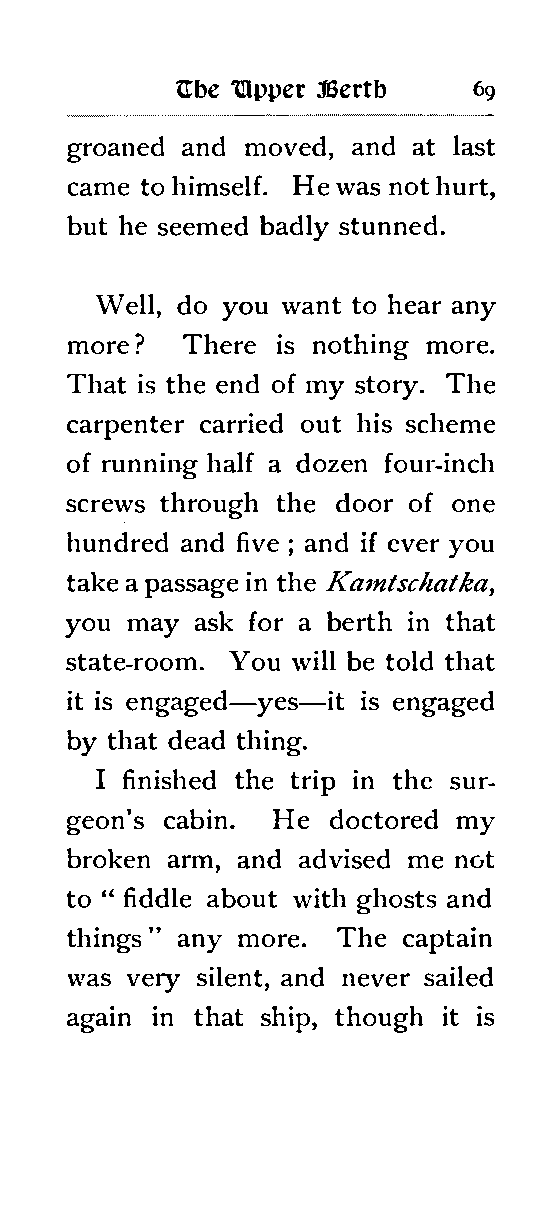 The Upper Berth 69
groaned and moved, and at last
came to himself. He was not hurt,
but he seemed badly stunned.
Well, do you want to hear any
more? There is nothing more.
That is the end of my story. The
carpenter carried out his scheme
of running half a dozen four-inch
screws through the door of one
hundred and five ; and if ever you
take a passage in the Kamtschatka,
you may ask for a berth in that
state-room. You will be told that
it is engaged—yes—it is engaged
by that dead thing.
I finished the trip in the sur-
geon's cabin. He doctored my
broken arm, and advised me not
to “ fiddle about with ghosts and
things ” any more. The captain
was very silent, and never sailed
again in that ship, though it is